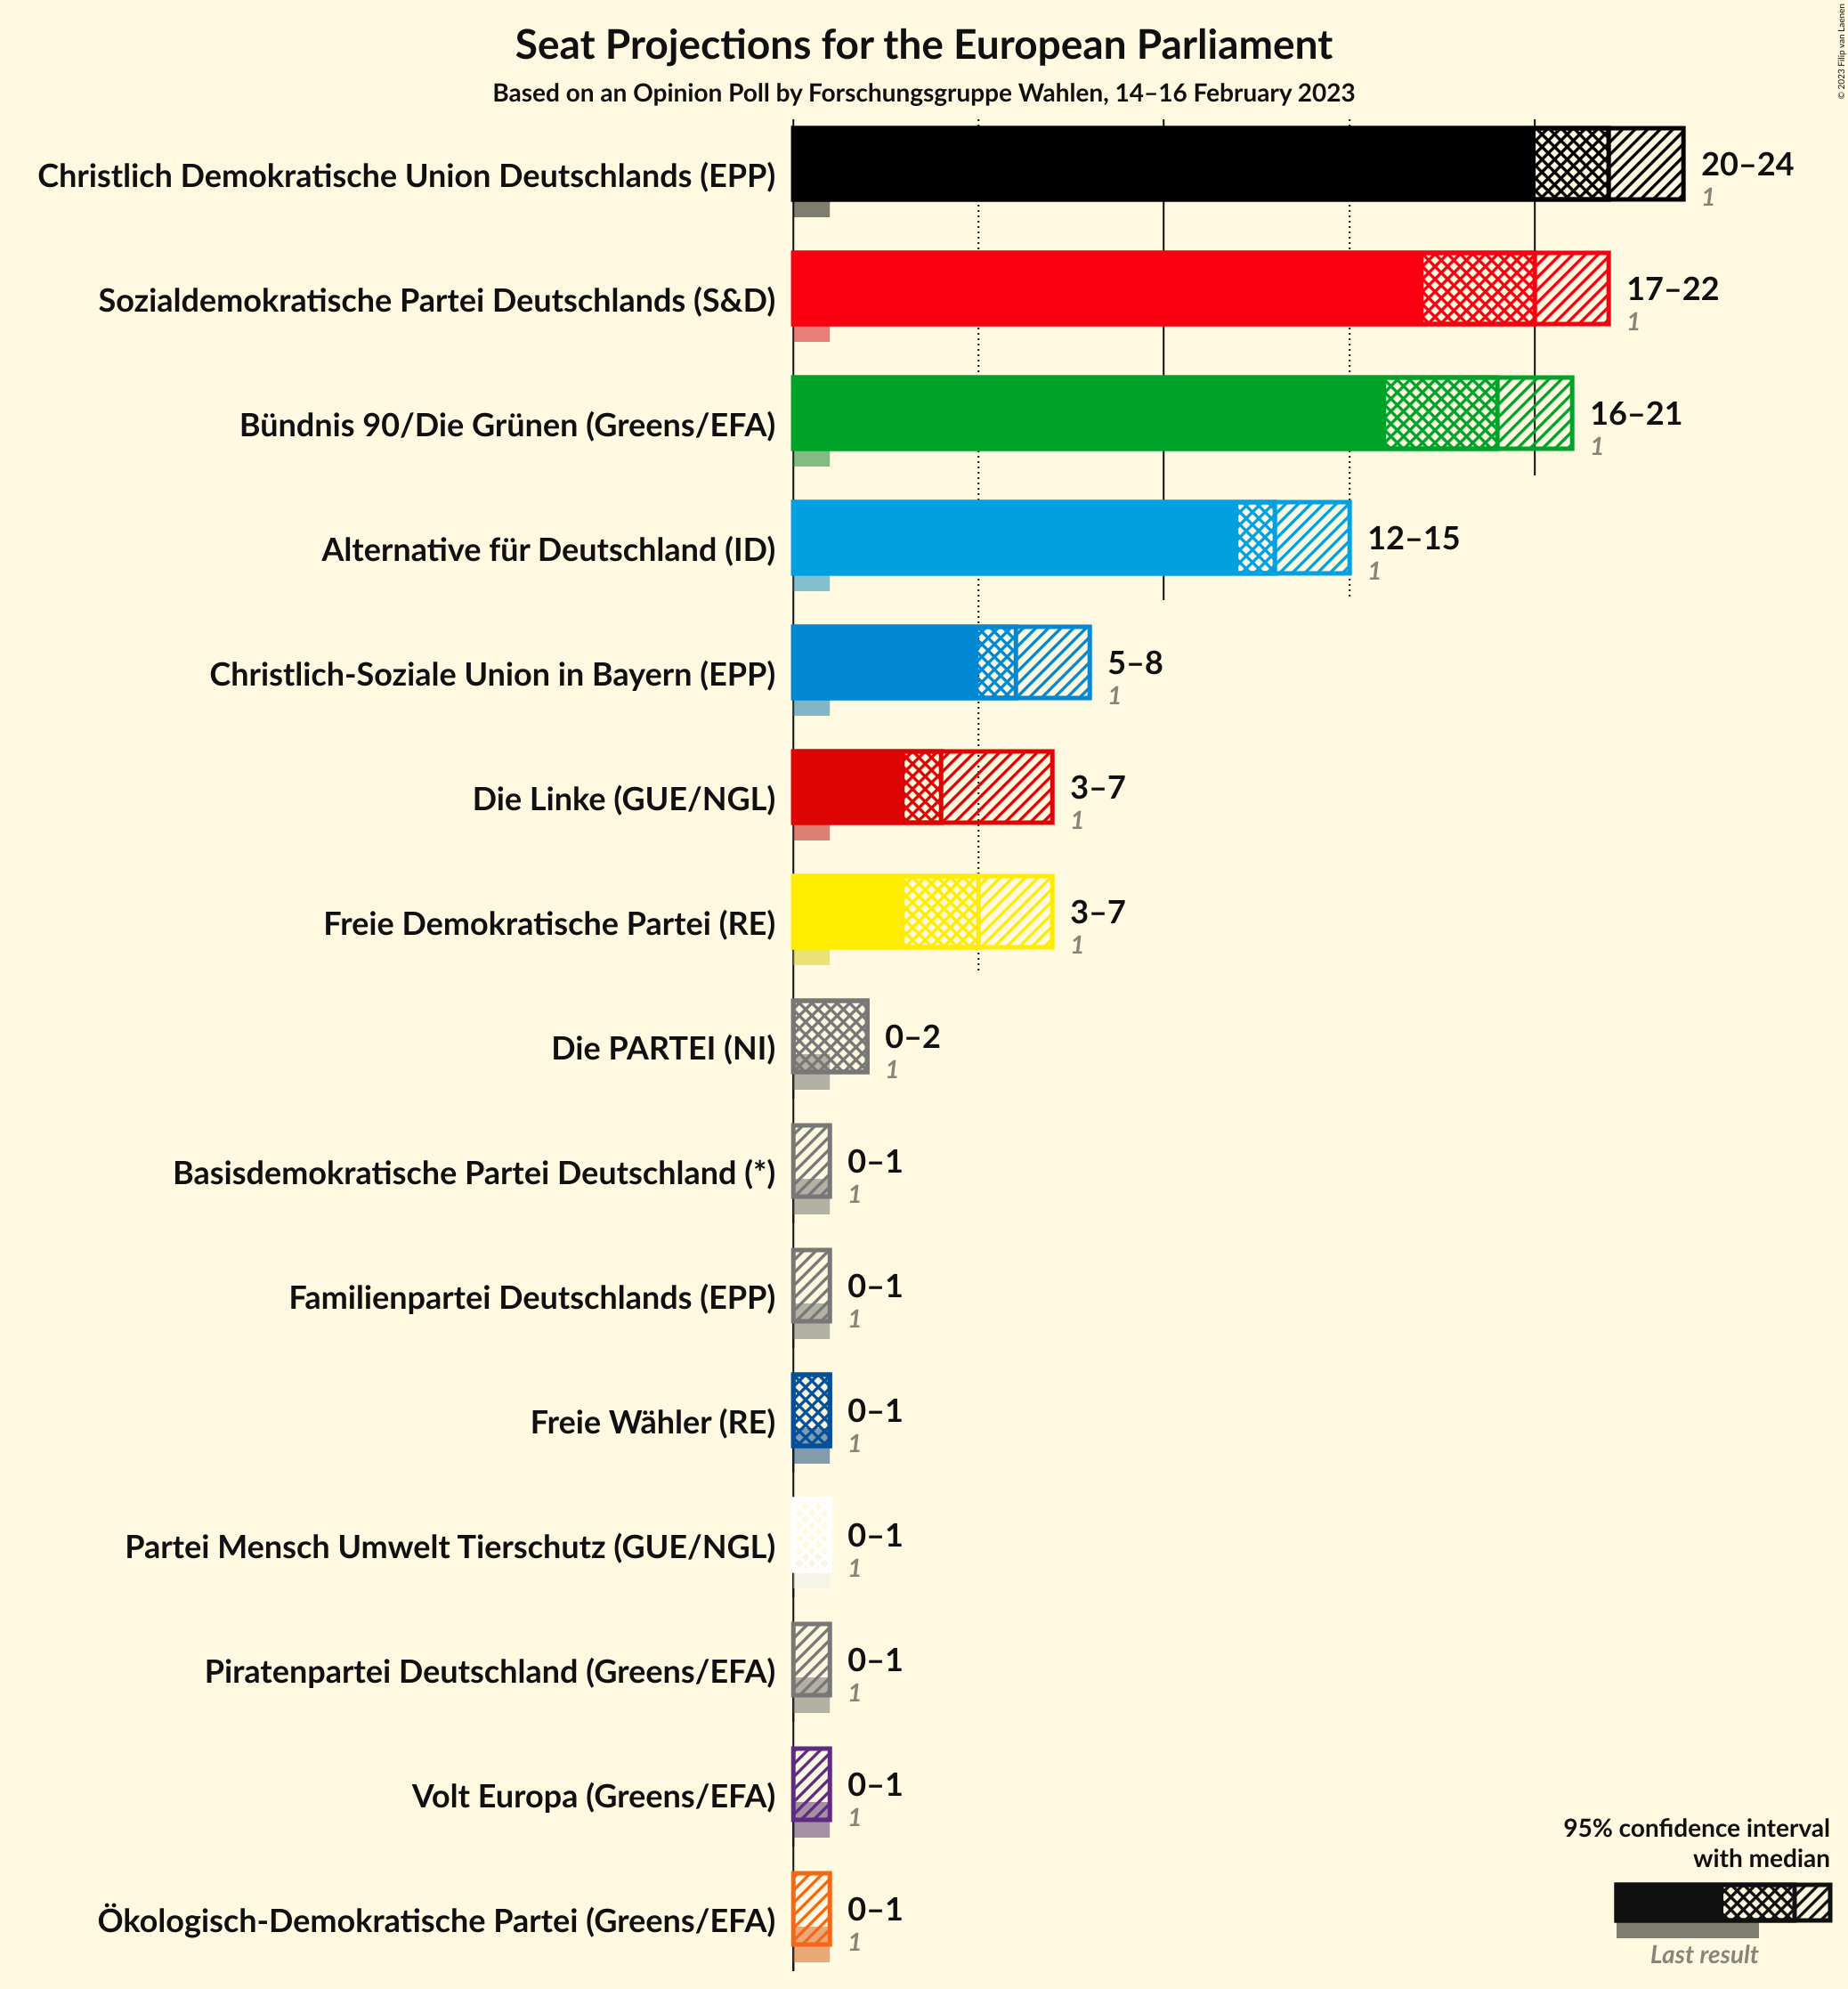 Seat Projections for the European Parliament
Based on an Opinion Poll by Forschungsgruppe Wahlen, 14–16 February 2023
© 2023 Filip van Laenen
Christlich Demokratische Union Deutschlands (EPP)
20–24
1
Sozialdemokratische Partei Deutschlands (S&D)
17–22
1
Bündnis 90/Die Grünen (Greens/EFA)
16–21
1
Alternative für Deutschland (ID)
12–15
1
Christlich-Soziale Union in Bayern (EPP)
5–8
1
Die Linke (GUE/NGL)
3–7
1
Freie Demokratische Partei (RE)
3–7
1
Die PARTEI (NI)
0–2
1
Basisdemokratische Partei Deutschland (*)
0–1
1
Familienpartei Deutschlands (EPP)
0–1
1
Freie Wähler (RE)
0–1
1
Partei Mensch Umwelt Tierschutz (GUE/NGL)
0–1
1
Piratenpartei Deutschland (Greens/EFA)
0–1
1
Volt Europa (Greens/EFA)
0–1
1
Ökologisch-Demokratische Partei (Greens/EFA)
0–1
1
95% confidence interval
with median
Last result